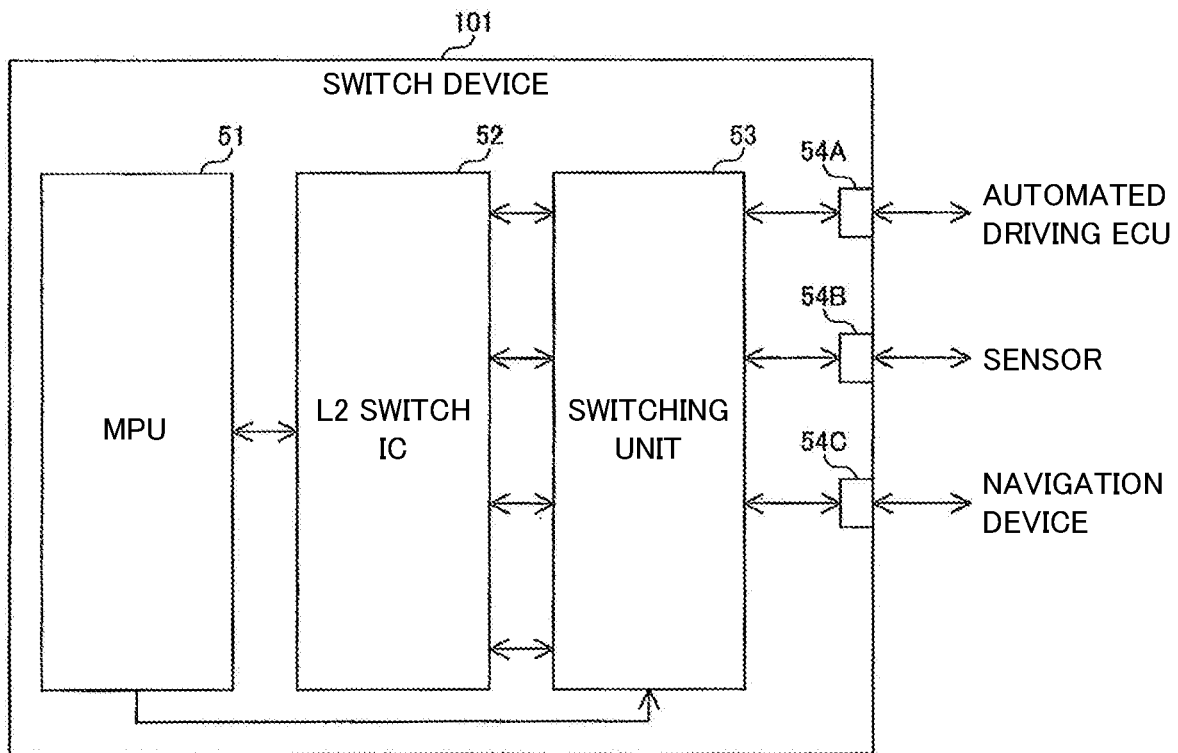 101
SWITCH DEVICE
51
52
53
54A
AUTOMATED
DRIVING ECU
54B
SENSOR
MPU
L2 SWITCH
IC
SWITCHING
UNIT
54C
NAVIGATION
DEVICE